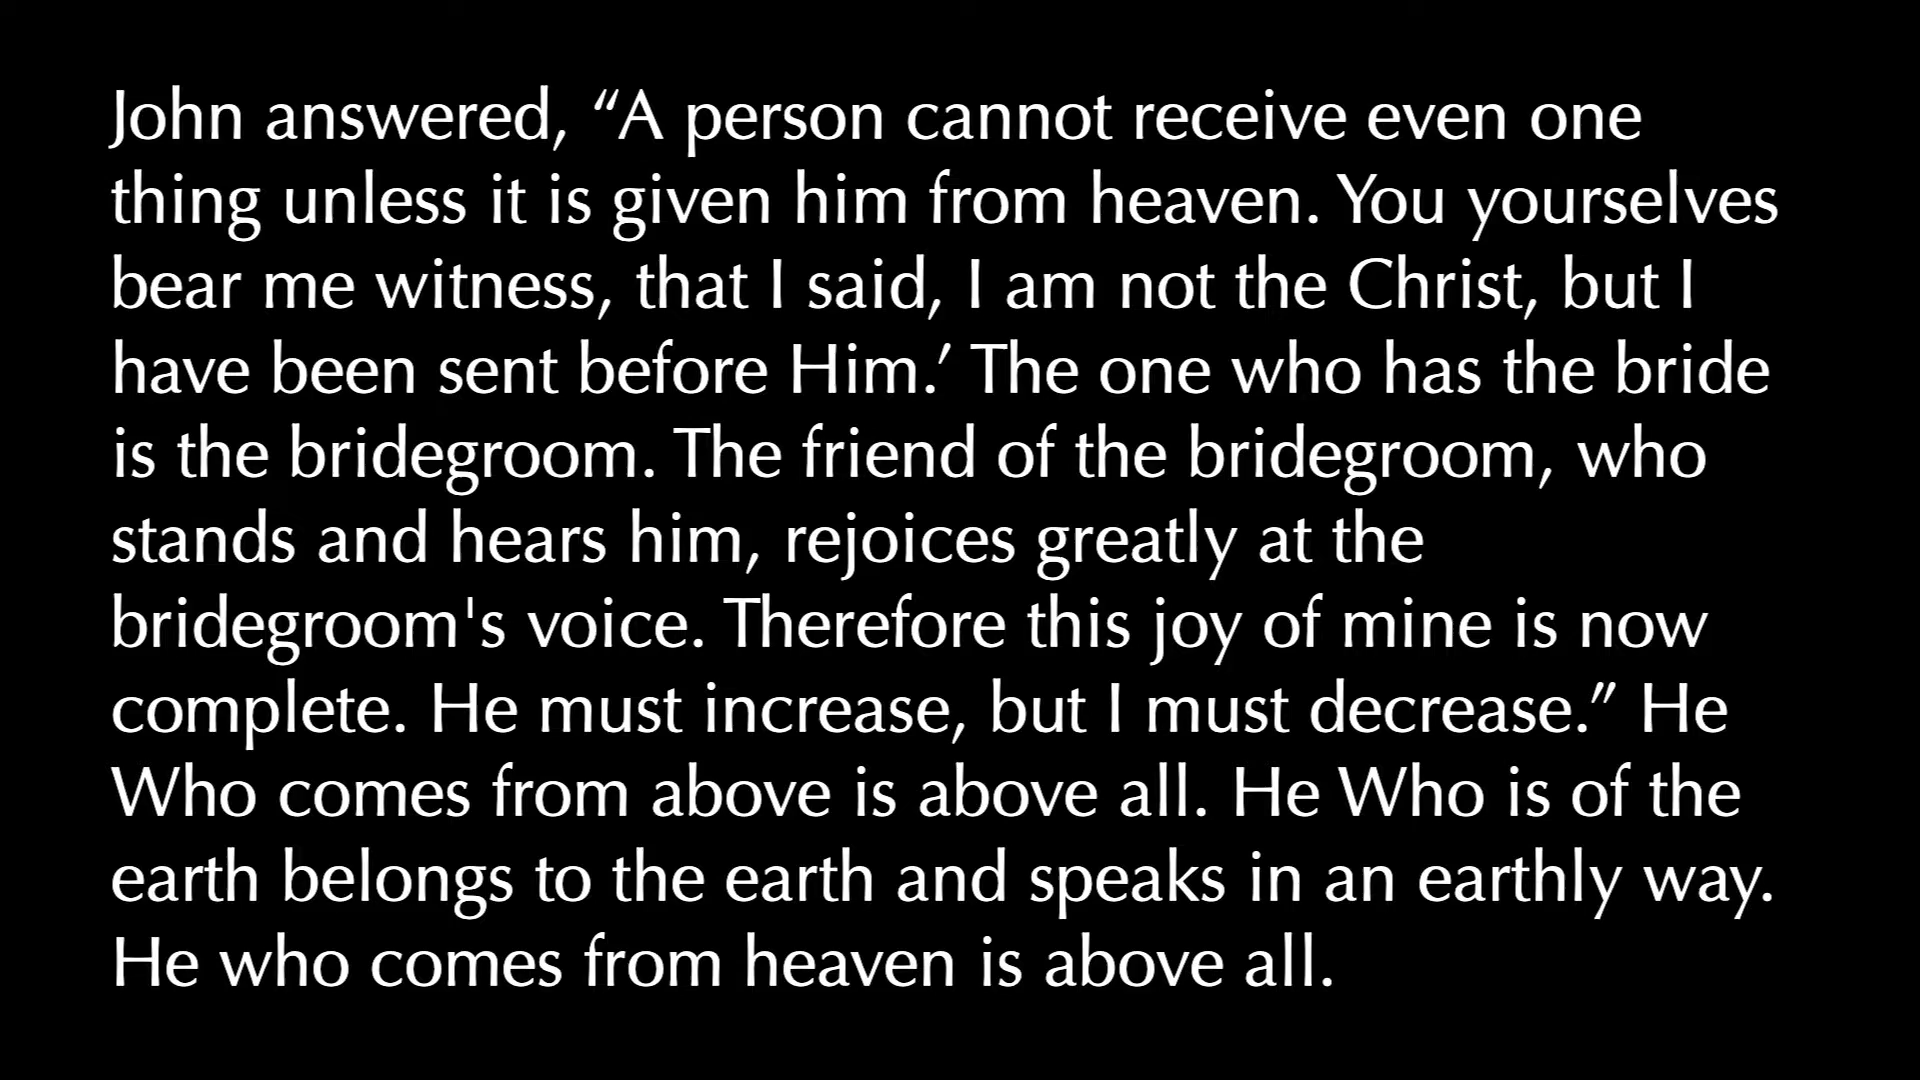 John answered, “A person cannot receive even one
thing unless it is given him from heaven. You yourselves
bear me witness, that I said, I am not the Christ, but I
have been sent before Him.’ The one who has the bride
is the bridegroom. The friend of the bridegroom, who
stands and hears him, rejoices greatly at the
bridegroom's voice. Therefore this joy of mine is now
complete. He must increase, but I must decrease.” He
Who comes from above is above all. He Who is of the
earth belongs to the earth and speaks in an earthly way.
He who comes from heaven is above all.